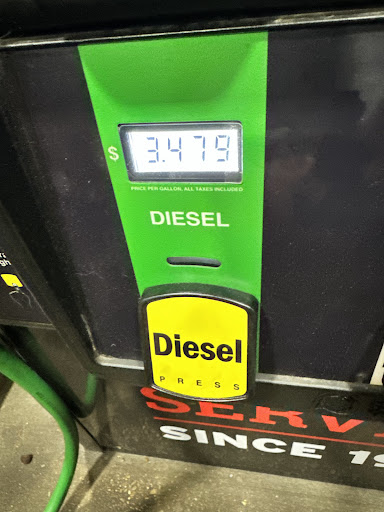 $ 3.479
PRICE PER GALLON, ALL TAXES INCLUDED
DIESEL
Diesel
PRESS
SINCE 19